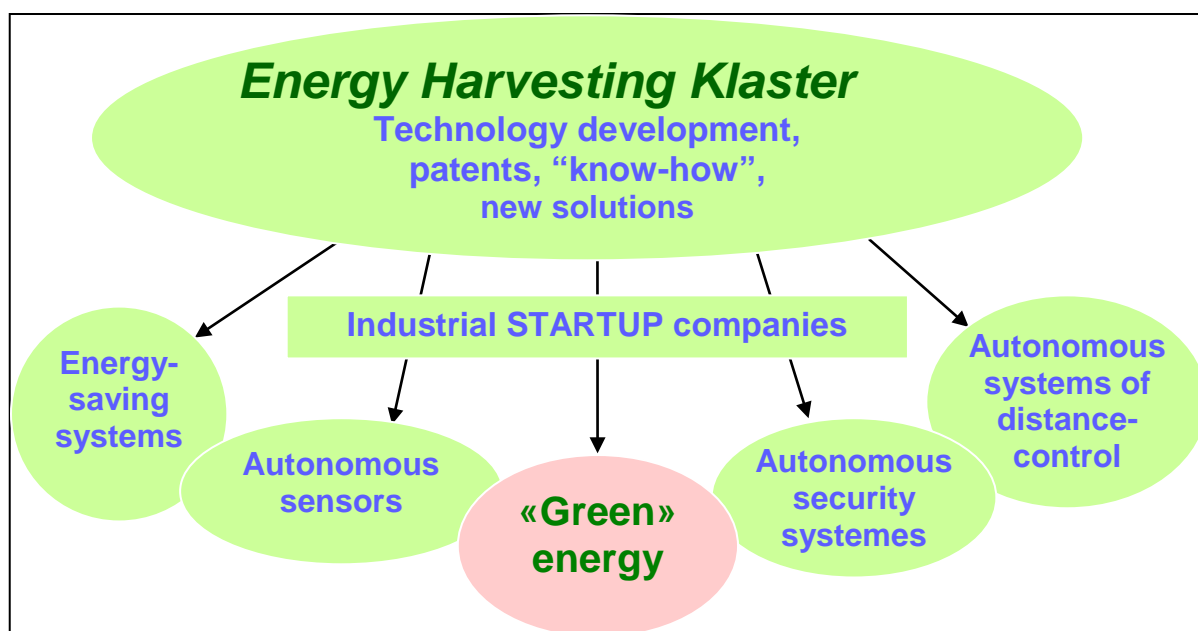 Energy Harvesting Klaster
Technology development,
patents, “know-how”,
new solutions
Industrial STARTUP companies
Energy-
saving
systems
Autonomous
sensors
«Green»
energy
Autonomous
security
systemes
Autonomous
systems of
distance-
control